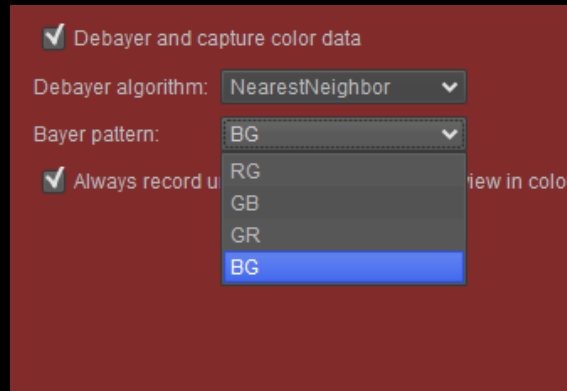 Debayer and capture color data
Debayer algorithm: NearestNeighbor
Bayer pattern: BG
RG
Always record u iew in colo
GB
GR
BG